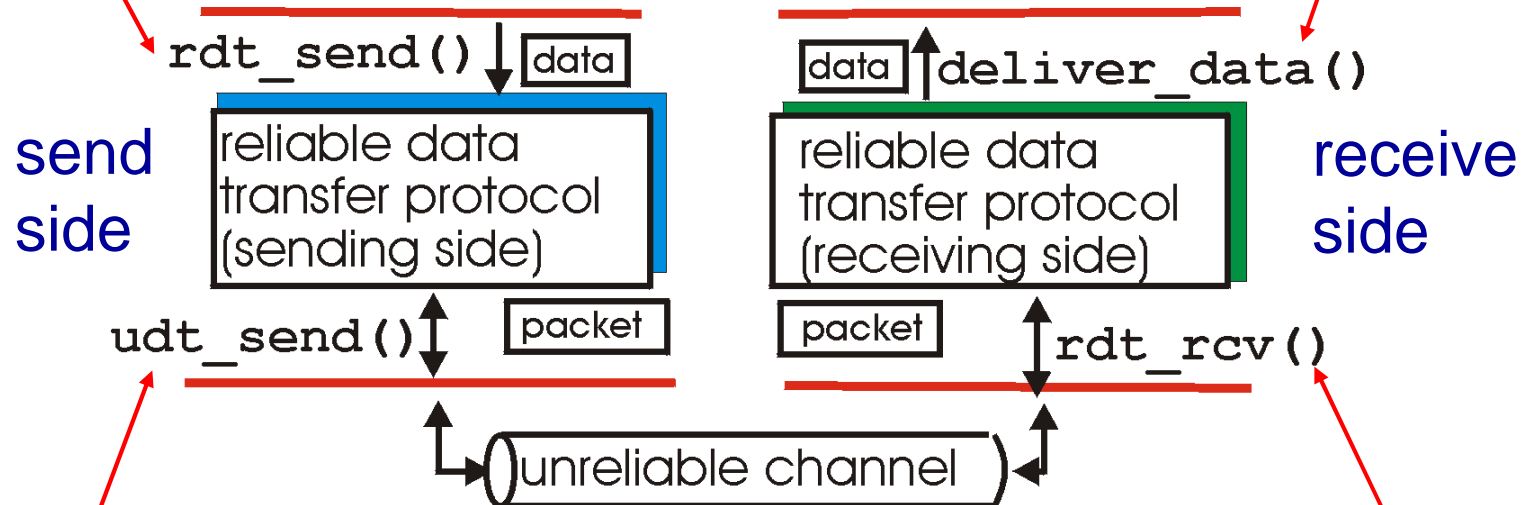 rdt_send()
data
data
deliver_data()
send
side
reliable data
transfer protocol
(sending side)
reliable data
transfer protocol
(receiving side)
receive
side
udt_send()
packet
packet
rdt_rcv()
unreliable channel